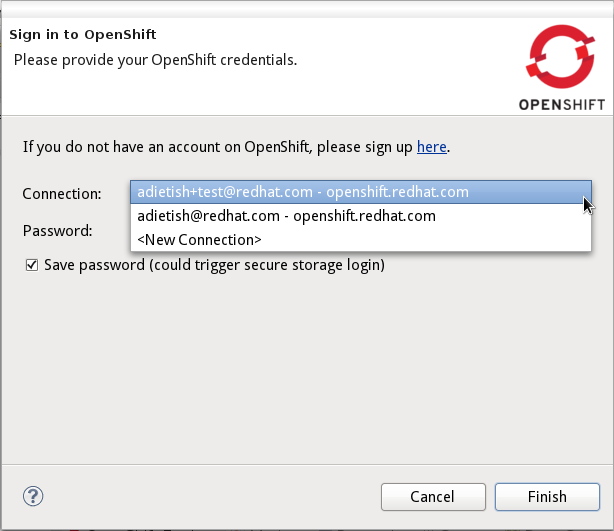 Sign in to OpenShift
Please provide your OpenShift credentials.
OPENSHIFT
If you do not have an account on OpenShift, please sign up here.
Connection:
adietish+test@redhat.com - openshift.redhat.com
adietish@redhat.com - openshift.redhat.com
Password:
<New Connection>
Save password (could trigger secure storage login)
?
Cancel
Finish